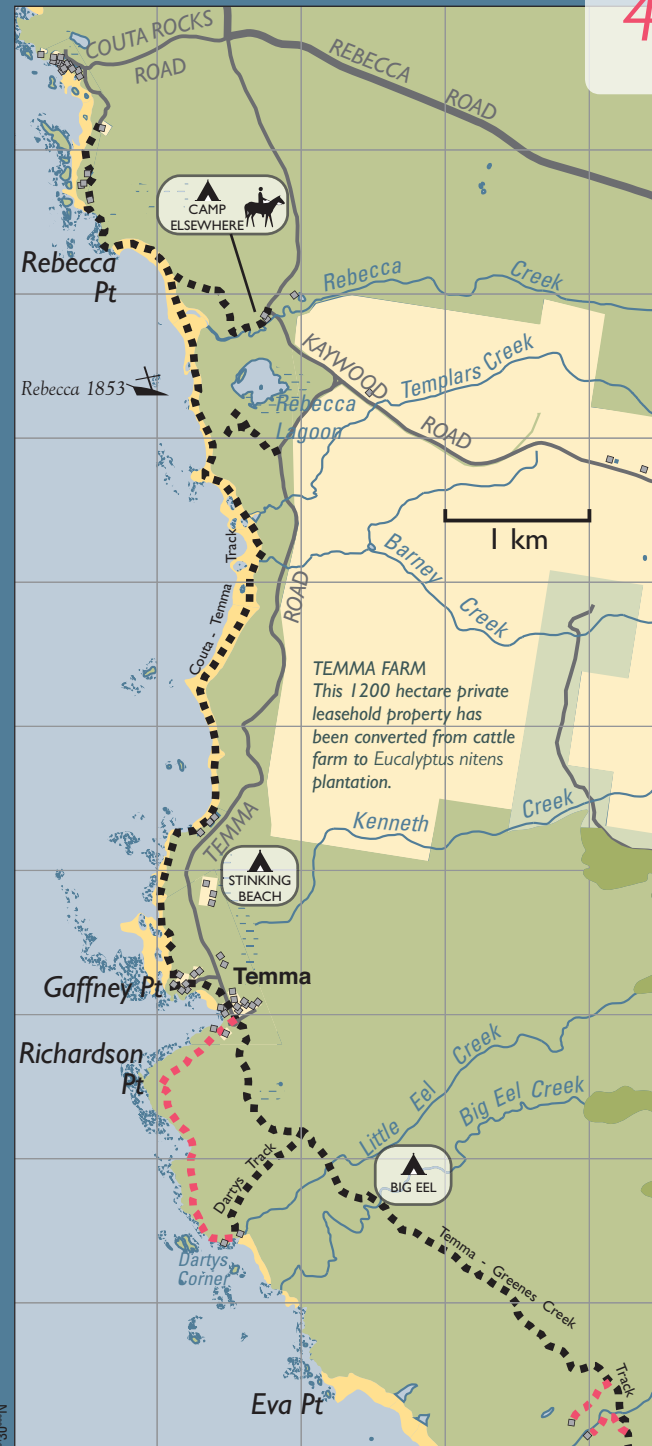 4
COUTA ROCKS
ROAD
REBECCA
ROAD
CAMP
ELSEWHERE
Rebecca
Pt
Rebecca
Creek
KAYWOOD
ROAD
Templars Creek
Rebecca 1853
Rebecca
Lagoon
1 km
Couta - Temma Track
Barney
Creek
ROAD
TEMMA FARM
This 1200 hectare private
leasehold property has
been converted from cattle
farm to Eucalyptus nitens
plantation.
TEMMA
Kenneth
Creek
STINKING
BEACH
Gaffney Pt
Temma
Richardson
Pt
Little Eel Creek
Big Eel Creek
Dartys Track
BIG EEL
Dartys
Corner
Temma - Greenes Creek
Track
Eva Pt